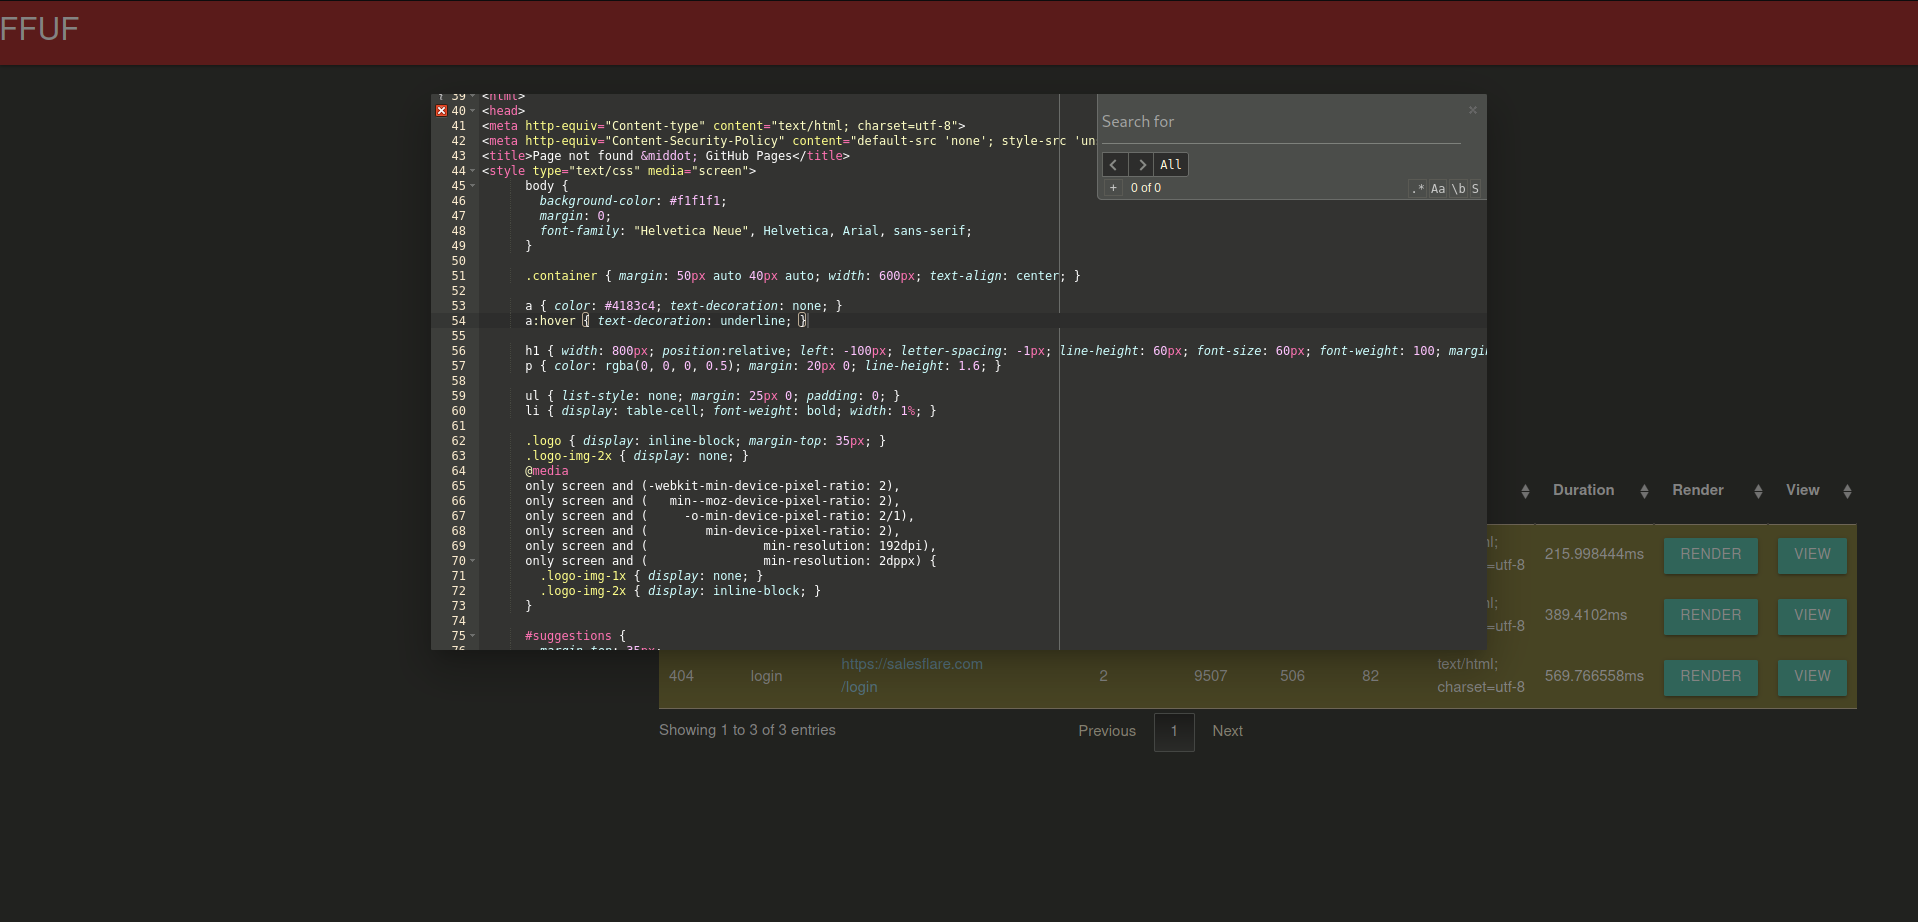 FFUF
39 <html>
40 <head>
41 <meta http-equiv="Content-type" content="text/html; charset=utf-8">
42 <meta http-equiv="Content-Security-Policy" content="default-src 'none'; style-src 'un
43 <title>Page not found &middot; GitHub Pages</title>
44 <style type="text/css" media="screen">
45 body {
46 background-color: #f1f1f1;
47 margin: 0;
48 font-family: "Helvetica Neue", Helvetica, Arial, sans-serif;
49 }
50
51 .container { margin: 50px auto 40px auto; width: 600px; text-align: center; }
52
53 a { color: #4183c4; text-decoration: none; }
54 a:hover { text-decoration: underline; }
55
56 h1 { width: 800px; position:relative; left: -100px; letter-spacing: -1px; line-height: 60px; font-size: 60px; font-weight: 100; margi
57 p { color: rgba(0, 0, 0, 0.5); margin: 20px 0; line-height: 1.6; }
58
59 ul { list-style: none; margin: 25px 0; padding: 0; }
60 li { display: table-cell; font-weight: bold; width: 1%; }
61
62 .logo { display: inline-block; margin-top: 35px; }
63 .logo-img-2x { display: none; }
64 @media
65 only screen and (-webkit-min-device-pixel-ratio: 2),
66 only screen and (   min--moz-device-pixel-ratio: 2),
67 only screen and (     -o-min-device-pixel-ratio: 2/1),
68 only screen and (        min-device-pixel-ratio: 2),
69 only screen and (                min-resolution: 192dpi),
70 only screen and (                min-resolution: 2dppx) {
71 .logo-img-1x { display: none; }
72 .logo-img-2x { display: inline-block; }
73 }
74
75 #suggestions {
76 margin-top: 35px;
Search for
×
< > All
+ 0 of 0 .* Aa \b S
Duration Render View
ml;
=utf-8 215.998444ms RENDER VIEW
ml;
=utf-8 389.4102ms RENDER VIEW
404 login https://salesflare.com 2 9507 506 82 text/html; 569.766558ms RENDER VIEW
/login charset=utf-8
Showing 1 to 3 of 3 entries Previous 1 Next